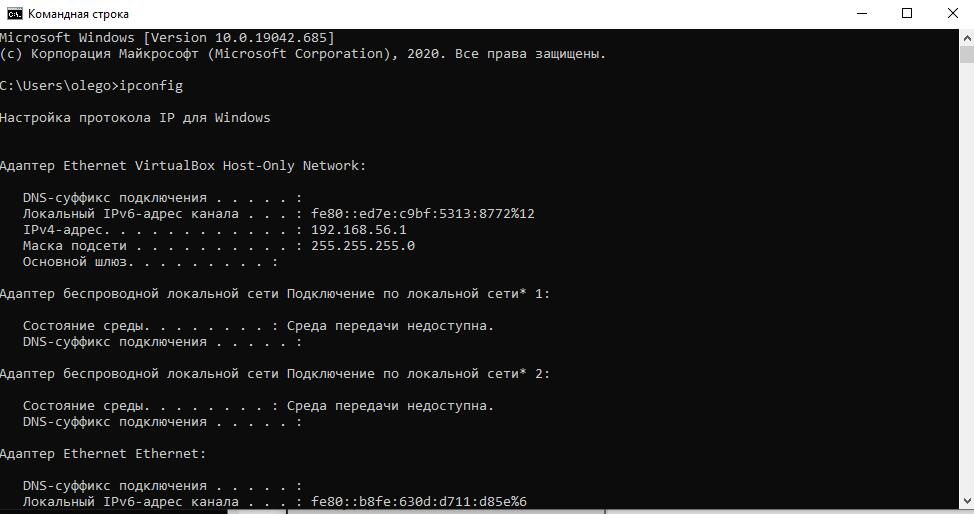 Командная строка
Microsoft Windows [Version 10.0.19042.685]
(c) Корпорация Майкрософт (Microsoft Corporation), 2020. Все права защищены.
C:\Users\olego>ipconfig
Настройка протокола IP для Windows
Адаптер Ethernet VirtualBox Host-Only Network:
DNS-суффикс подключения . . . . . :
Локальный IPv6-адрес канала . . . : fe80::ed7e:c9bf:5313:8772%12
IPv4-адрес. . . . . . . . . . . . : 192.168.56.1
Маска подсети . . . . . . . . . . : 255.255.255.0
Основной шлюз. . . . . . . . . :
Адаптер беспроводной локальной сети Подключение по локальной сети* 1:
Состояние среды. . . . . . . . : Среда передачи недоступна.
DNS-суффикс подключения . . . . . :
Адаптер беспроводной локальной сети Подключение по локальной сети* 2:
Состояние среды. . . . . . . . : Среда передачи недоступна.
DNS-суффикс подключения . . . . . :
Адаптер Ethernet Ethernet:
DNS-суффикс подключения . . . . . :
Локальный IPv6-адрес канала . . . : fe80::b8fe:630d:d711:d85e%6